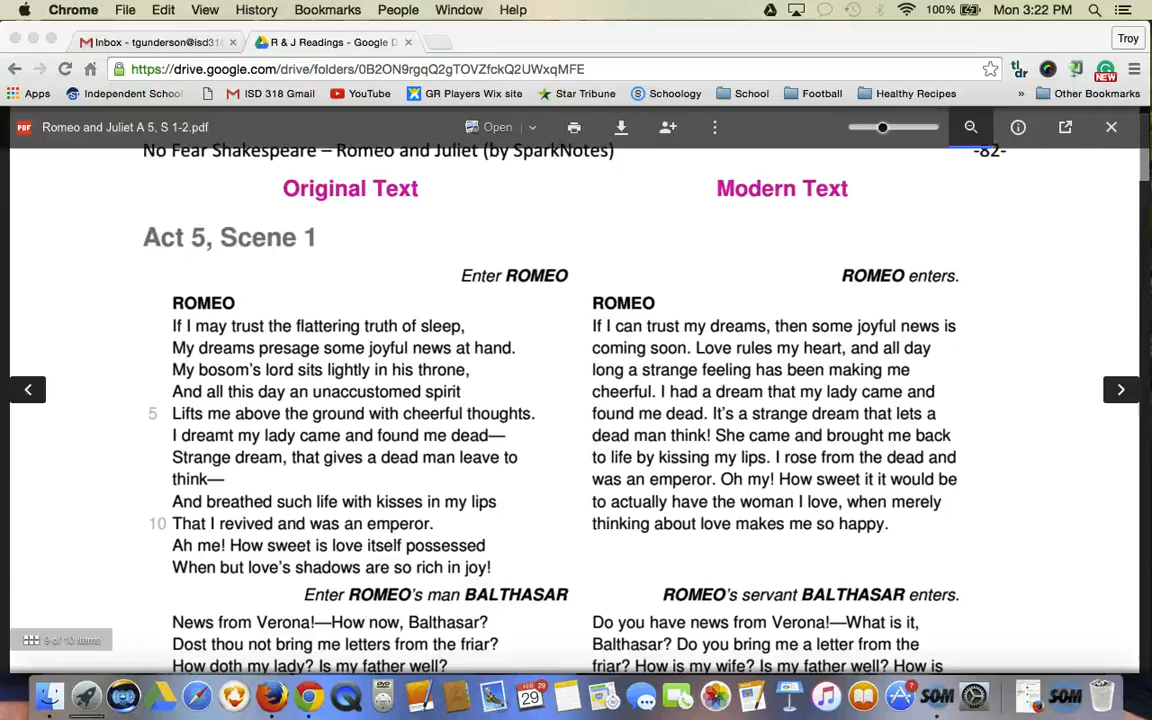 Chrome File Edit View History Bookmarks People Window Help 100% Mon 3:22 PM
Inbox - tgunderson@isd31 R & J Readings - Google D Troy
https://drive.google.com/drive/folders/0B2ON9rgqQ2gTOVZfckQ2UWxqMFE tldr NEW
Apps Independent School ISD 318 Gmail YouTube GR Players Wix site Star Tribune Schoology School Football Healthy Recipes » Other Bookmarks
PDF Romeo and Juliet A 5, S 1-2.pdf Open
No Fear Shakespeare – Romeo and Juliet (by SparkNotes) -82-
Original Text Modern Text
Act 5, Scene 1
Enter ROMEO
ROMEO
If I may trust the flattering truth of sleep,
My dreams presage some joyful news at hand.
My bosom's lord sits lightly in his throne,
And all this day an unaccustomed spirit
5 Lifts me above the ground with cheerful thoughts.
I dreamt my lady came and found me dead—
Strange dream, that gives a dead man leave to
think—
And breathed such life with kisses in my lips
10 That I revived and was an emperor.
Ah me! How sweet is love itself possessed
When but love's shadows are so rich in joy!
Enter ROMEO's man BALTHASAR
News from Verona!—How now, Balthasar?
Dost thou not bring me letters from the friar?
How doth my lady? Is my father well?
ROMEO enters.
ROMEO
If I can trust my dreams, then some joyful news is
coming soon. Love rules my heart, and all day
long a strange feeling has been making me
cheerful. I had a dream that my lady came and
found me dead. It's a strange dream that lets a
dead man think! She came and brought me back
to life by kissing my lips. I rose from the dead and
was an emperor. Oh my! How sweet it it would be
to actually have the woman I love, when merely
thinking about love makes me so happy.
ROMEO's servant BALTHASAR enters.
Do you have news from Verona!—What is it,
Balthasar? Do you bring me a letter from the
friar? How is my wife? Is my father well? How is
9 of 10 items
FEB 29 7 SOM SOM